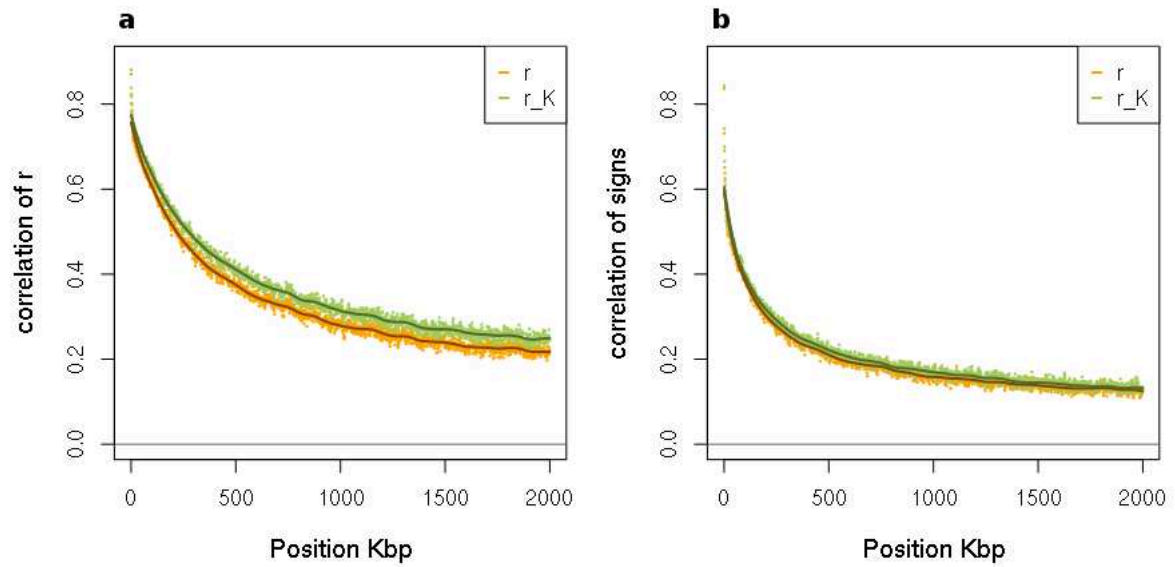 a
correlation of r
0.8
0.6
0.4
0.2
0.0
r
r_K
0 500 1000 1500 2000
Position Kbp
b
correlation of signs
0.8
0.6
0.4
0.2
0.0
r
r_K
0 500 1000 1500 2000
Position Kbp